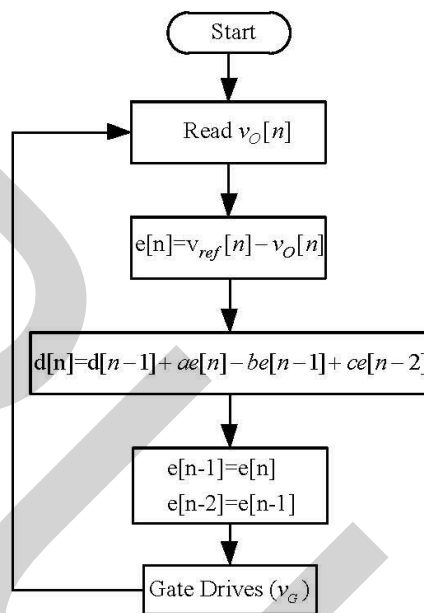 Start
Read v_O[n]
e[n]=v_ref[n]-v_O[n]
d[n]=d[n-1]+ae[n]-be[n-1]+ce[n-2]
e[n-1]=e[n]
e[n-2]=e[n-1]
Gate Drives (v_G)